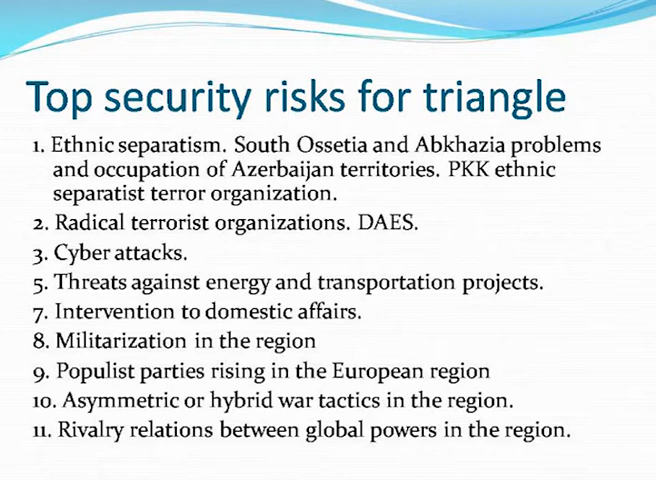 Top security risks for triangle
1. Ethnic separatism. South Ossetia and Abkhazia problems
and occupation of Azerbaijan territories. PKK ethnic
separatist terror organization.
2. Radical terrorist organizations. DAES.
3. Cyber attacks.
5. Threats against energy and transportation projects.
7. Intervention to domestic affairs.
8. Militarization in the region
9. Populist parties rising in the European region
10. Asymmetric or hybrid war tactics in the region.
11. Rivalry relations between global powers in the region.